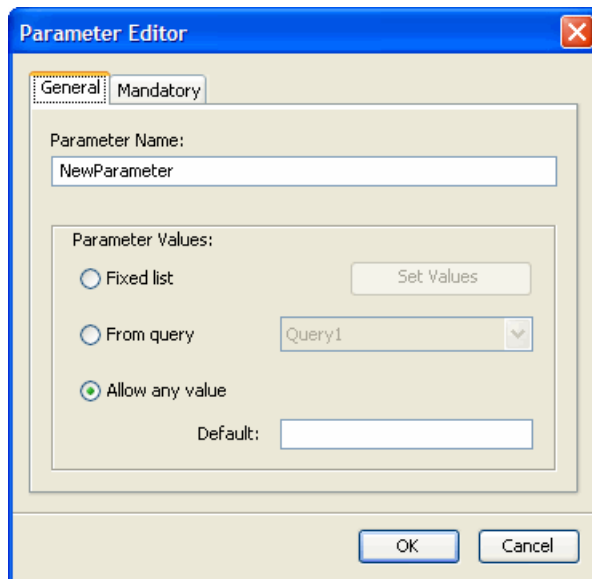 Parameter Editor
General Mandatory
Parameter Name:
NewParameter
Parameter Values:
Fixed list Set Values
From query Query1
Allow any value
Default:
OK Cancel